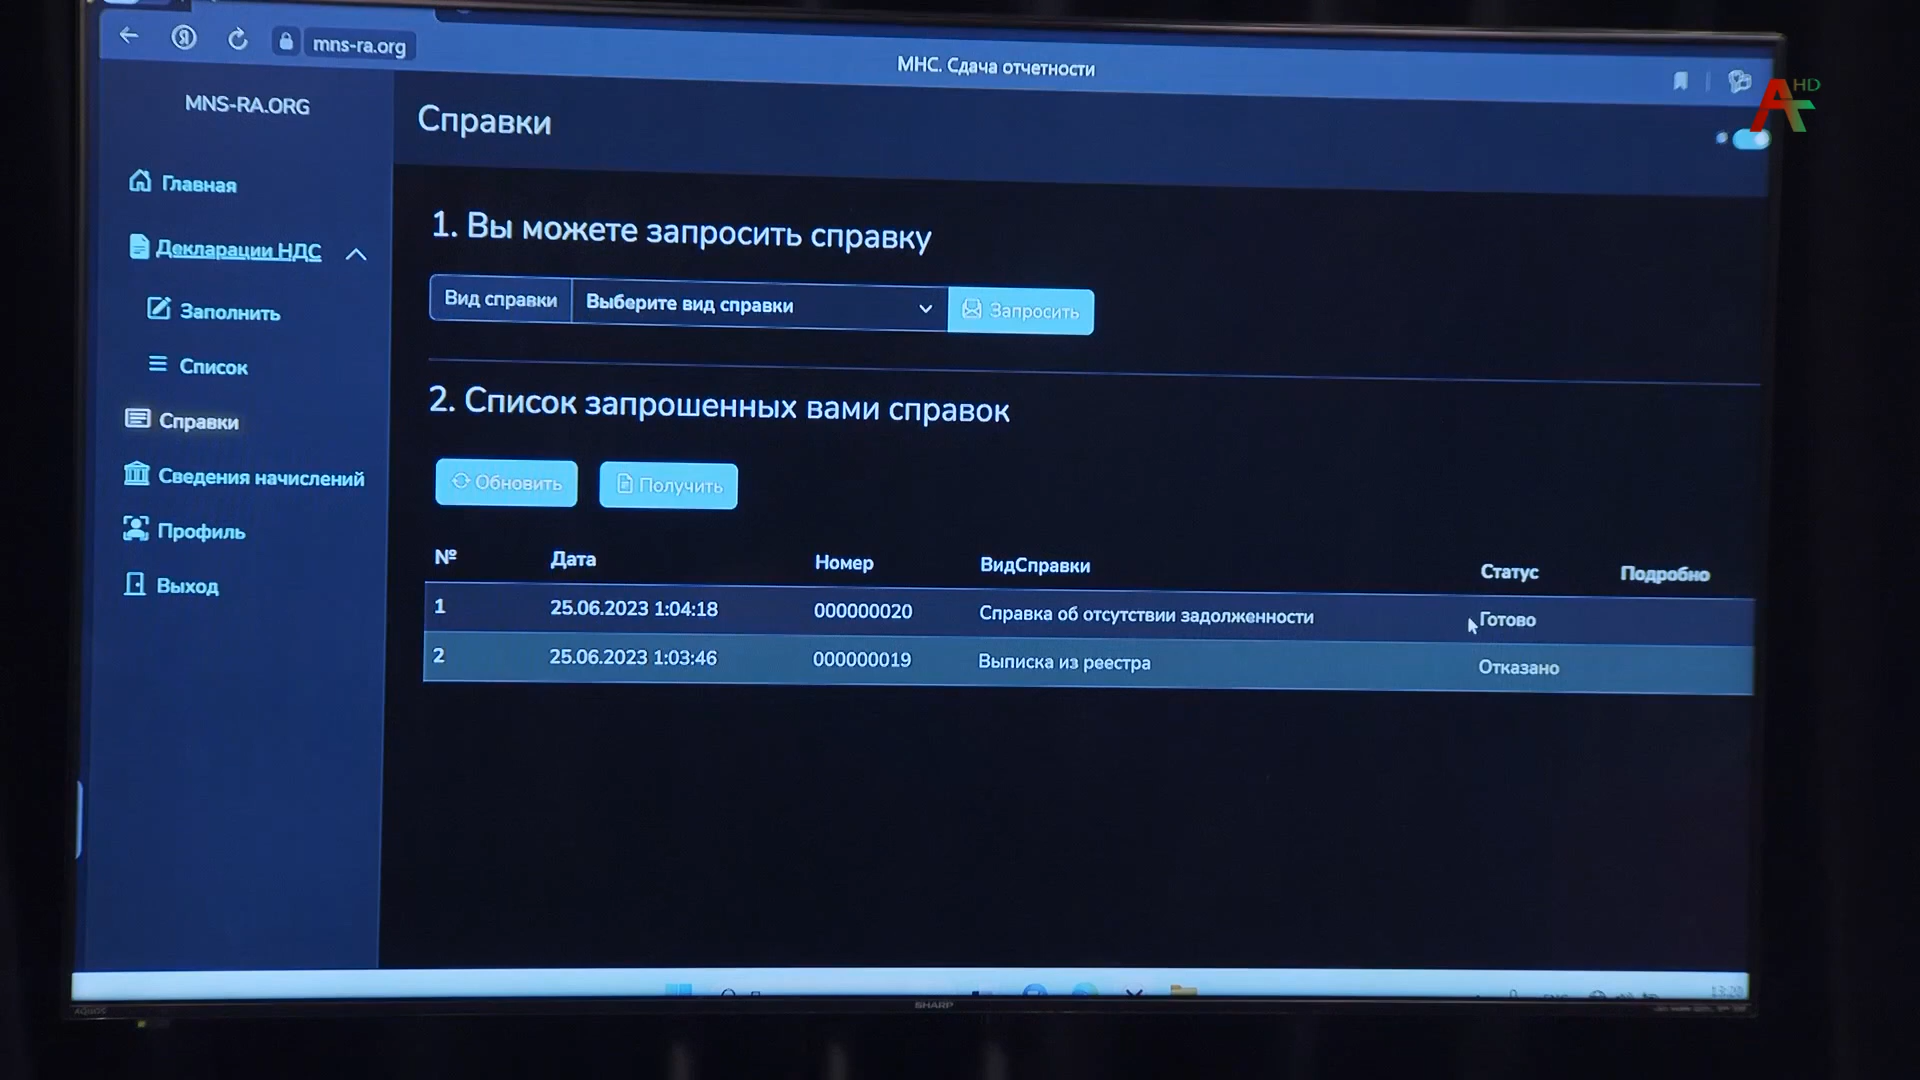 mns-ra.org
МНС. Сдача отчетности
HD
АТ
MNS-RA.ORG
Главная
Декларации НДС
Заполнить
Список
Справки
Сведения начислений
Профиль
Выход
Справки
1. Вы можете запросить справку
Вид справки Выберите вид справки Запросить
2. Список запрошенных вами справок
Обновить Получить
№ Дата Номер ВидСправки Статус Подробно
1 25.06.2023 1:04:18 000000020 Справка об отсутствии задолженности Готово
2 25.06.2023 1:03:46 000000019 Выписка из реестра Отказано
SHARP
AQUOS